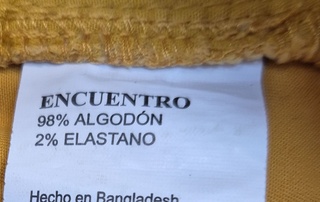 ENCUENTRO
98% ALGODÓN
2% ELASTANO
Hecho en Bangladesh